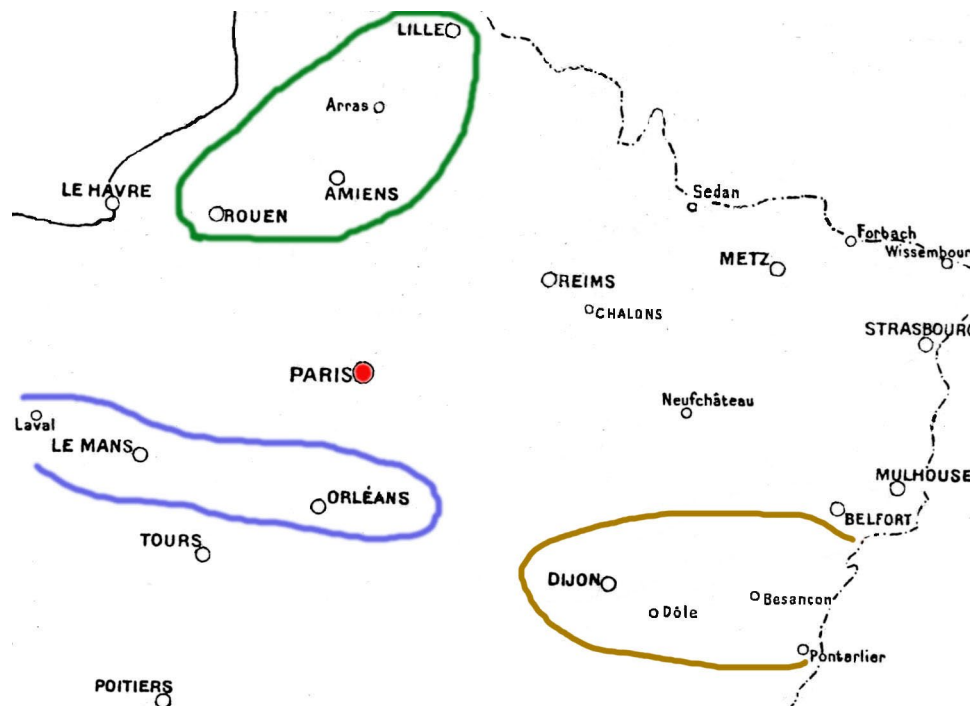 LILLE
Arras
LE HAVRE
AMIENS
ROUEN
Sedan
Forbach
METZ
Wissembour
REIMS
CHALONS
STRASBOURG
PARIS
Neufchâteau
Laval
LE MANS
MULHOUSE
ORLÉANS
BELFORT
TOURS
DIJON
Besançon
Dôle
Pontarlier
POITIERS